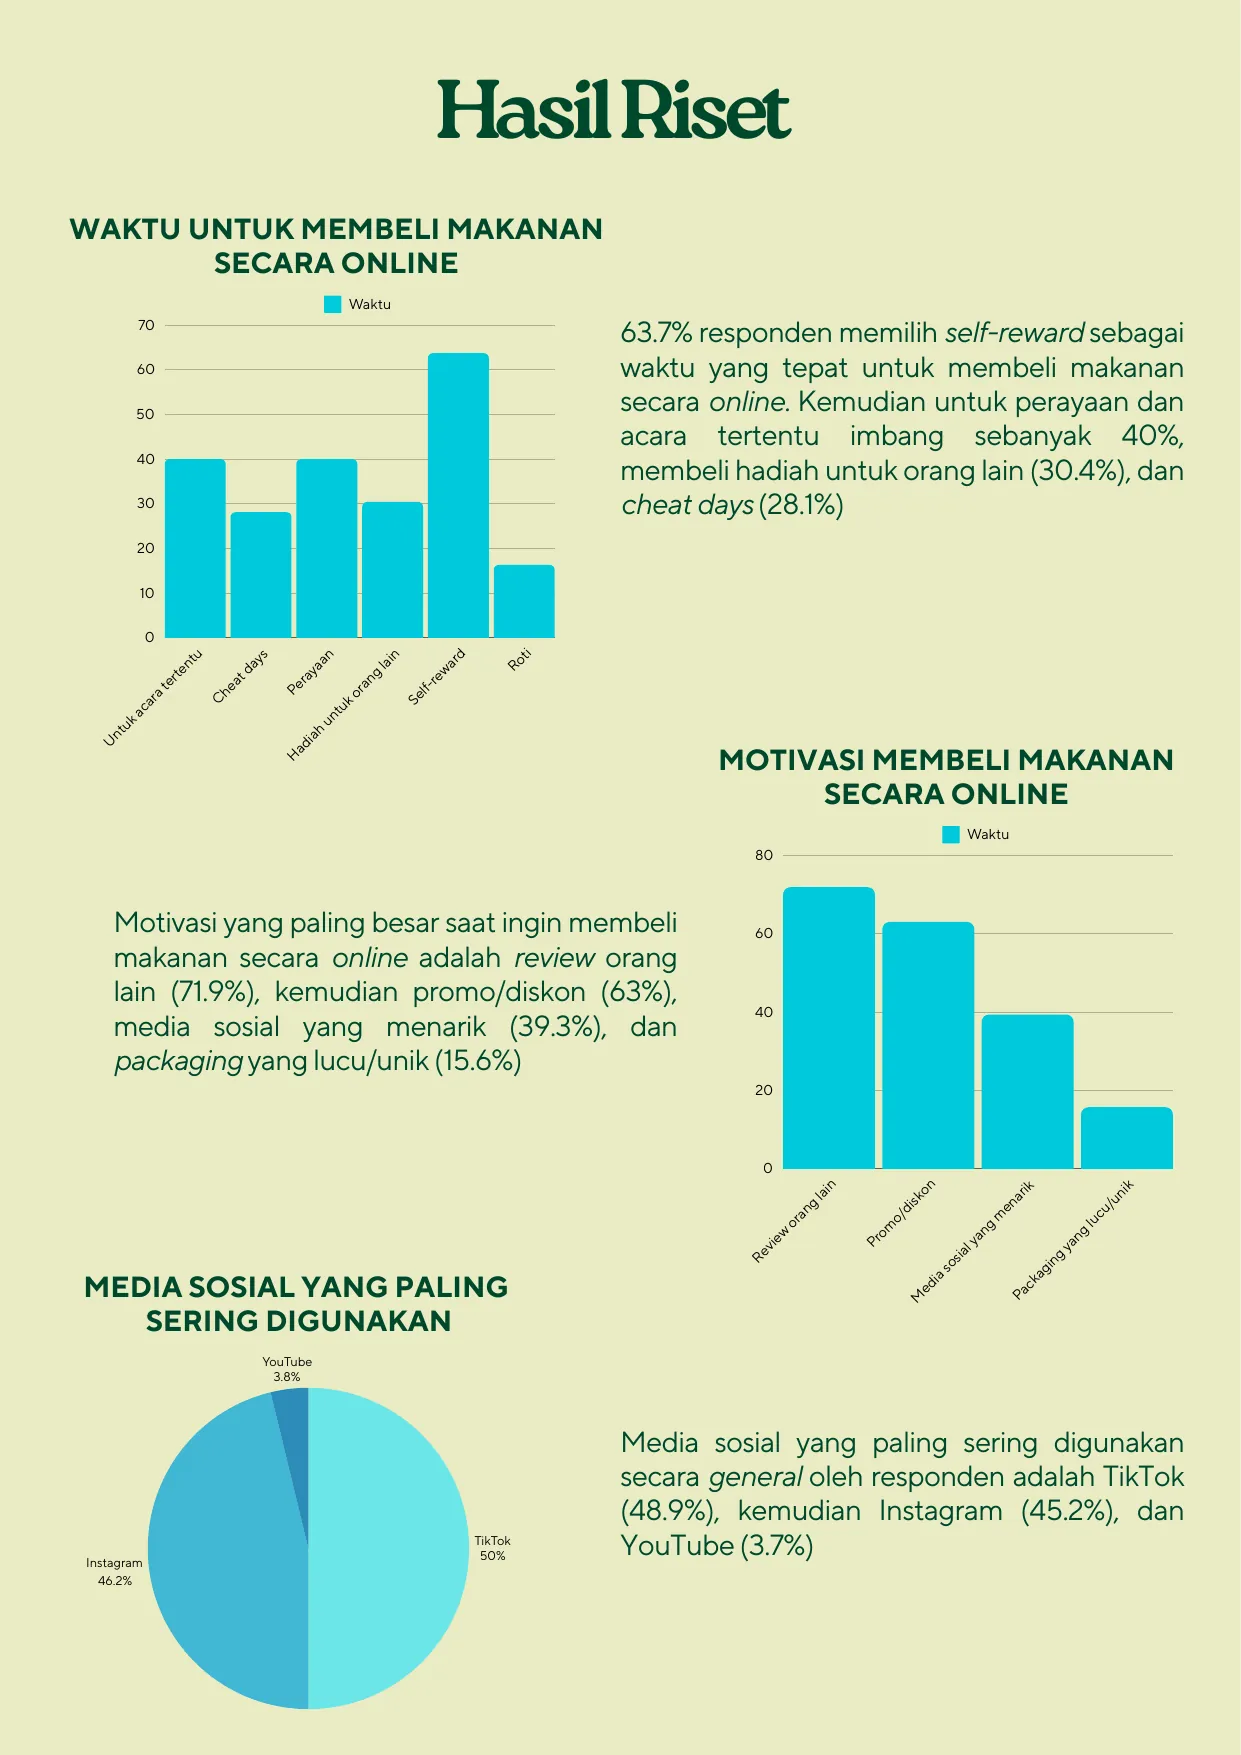 Hasil Riset
WAKTU UNTUK MEMBELI MAKANAN
SECARA ONLINE
Waktu
70
60
50
40
30
20
10
0
Untuk acara tertentu
Cheat days
Perayaan
Hadiah untuk orang lain
Self-reward
Roti
63.7% responden memilih self-reward sebagai
waktu yang tepat untuk membeli makanan
secara online. Kemudian untuk perayaan dan
acara tertentu imbang sebanyak 40%,
membeli hadiah untuk orang lain (30.4%), dan
cheat days (28.1%)
MOTIVASI MEMBELI MAKANAN
SECARA ONLINE
Waktu
80
60
40
20
0
Review orang lain
Promo/diskon
Media sosial yang menarik
Packaging yang lucu/unik
Motivasi yang paling besar saat ingin membeli
makanan secara online adalah review orang
lain (71.9%), kemudian promo/diskon (63%),
media sosial yang menarik (39.3%), dan
packaging yang lucu/unik (15.6%)
MEDIA SOSIAL YANG PALING
SERING DIGUNAKAN
YouTube
3.8%
TikTok
50%
Instagram
46.2%
Media sosial yang paling sering digunakan
secara general oleh responden adalah TikTok
(48.9%), kemudian Instagram (45.2%), dan
YouTube (3.7%)